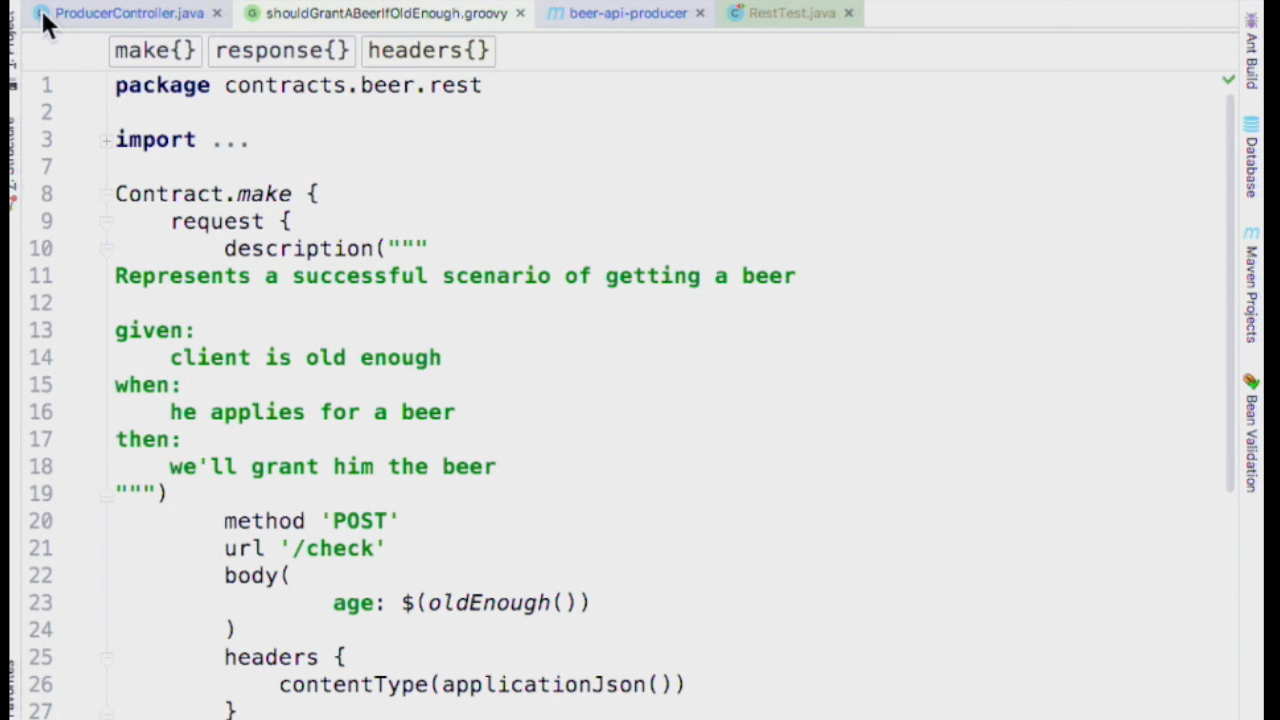 ProducerController.java shouldGrantABeerIfOldEnough.groovy beer-api-producer RestTest.java
make{} response{} headers{}
1 package contracts.beer.rest
2
3 import ...
7
8 Contract.make {
9 request {
10 description("""
11 Represents a successful scenario of getting a beer
12
13 given:
14 client is old enough
15 when:
16 he applies for a beer
17 then:
18 we'll grant him the beer
19 """)
20 method 'POST'
21 url '/check'
22 body(
23 age: $(oldEnough())
24 )
25 headers {
26 contentType(applicationJson())
27 }
Ant Build
Database
Maven Projects
Bean Validation